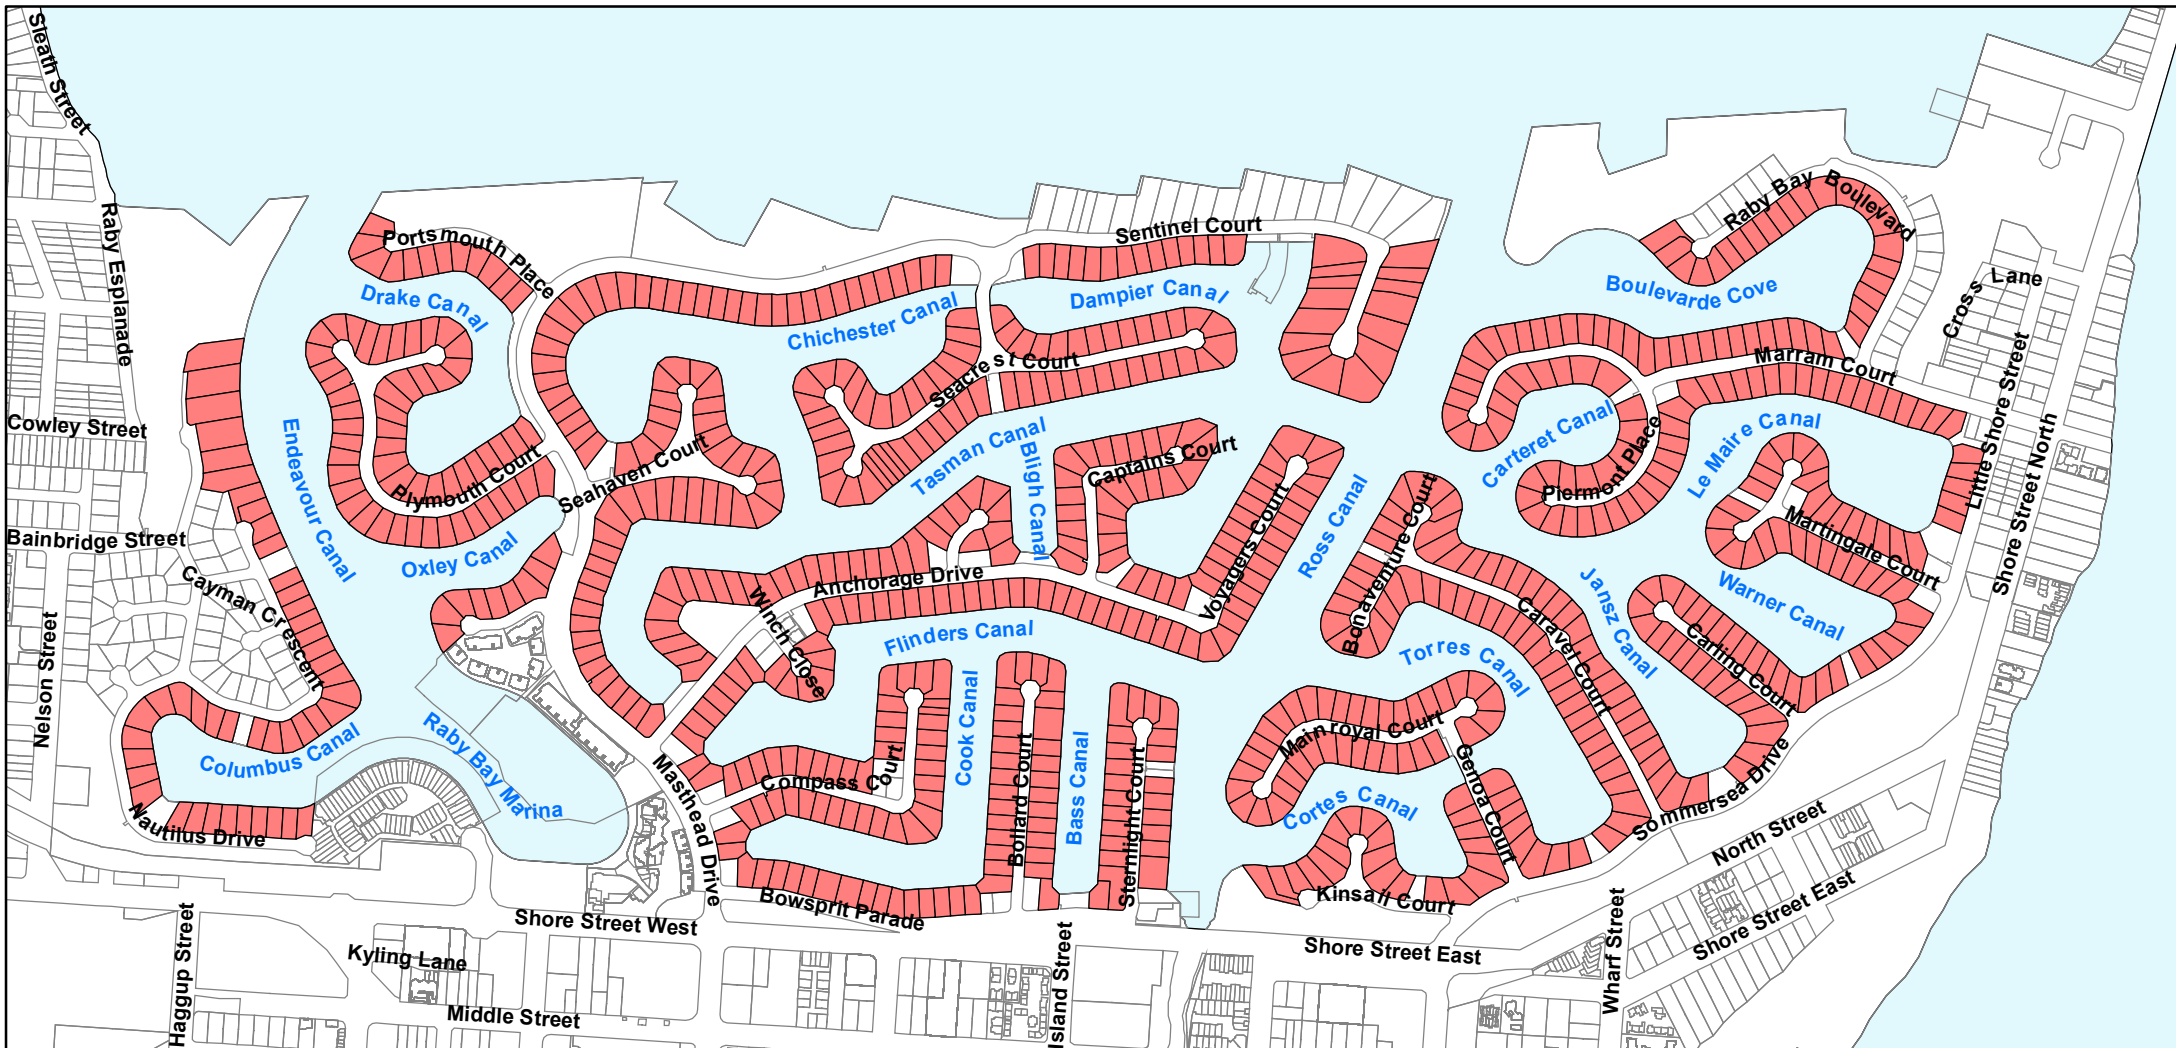 Sleath Street
Raby Esplanade
Portsmouth Place
Sentinel Court
Raby Bay Boulevard
Cross Lane
Drake Canal
Chichester Canal
Dampier Canal
Boulevarde Cove
Seacrest Court
Marram Court
Little Shore Street
Shore Street North
Cowley Street
Endeavour Canal
Plymouth Court
Seahaven Court
Tasman Canal
Bligh Canal
Captains Court
Carteret Canal
Piermont Place
Le Maire Canal
Bainbridge Street
Oxley Canal
Voyagers Court
Ross Canal
Bonaventure Court
Martingale Court
Cayman Crescent
Winch Close
Anchorage Drive
Flinders Canal
Jansz Canal
Warner Canal
Caravel Court
Carling Court
Torres Canal
Nelson Street
Columbus Canal
Raby Bay Marina
Masthead Drive
Compass Court
Cook Canal
Bollard Court
Bass Canal
Sternlight Court
Mainroyal Court
Genoa Court
Cortes Canal
Sommersea Drive
North Street
Nautilus Drive
Bowsprit Parade
Kinsail Court
Shore Street West
Shore Street East
Shore Street East
Haggup Street
Kyling Lane
Middle Street
Island Street
Wharf Street